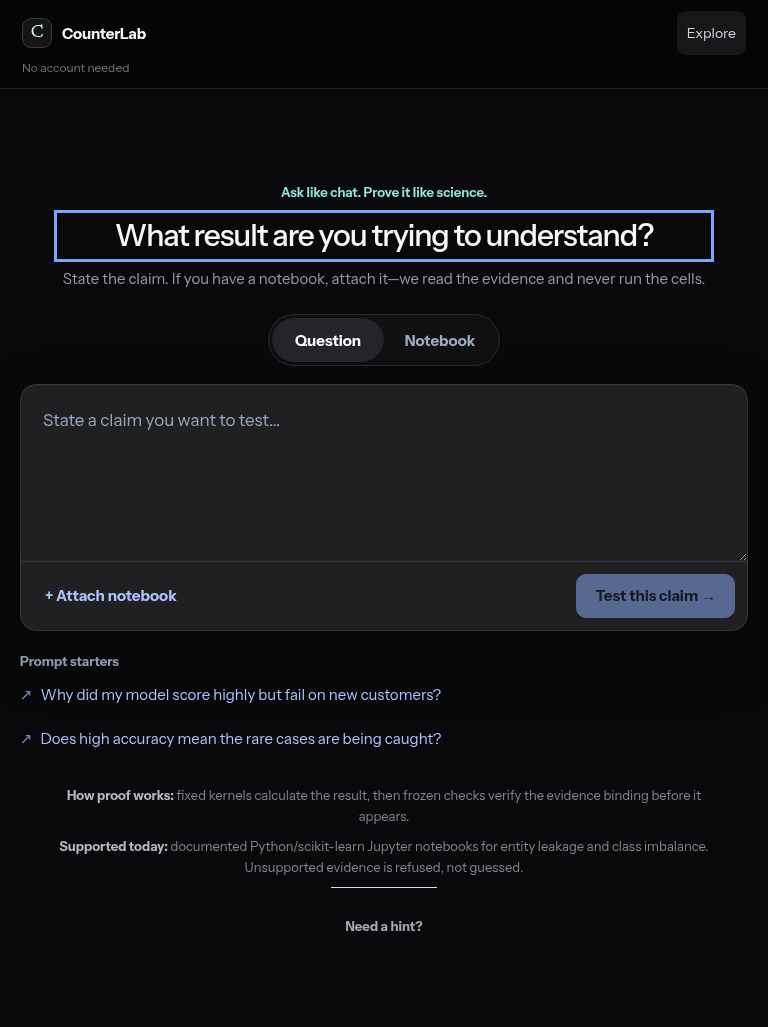 C CounterLab
Explore
No account needed
Ask like chat. Prove it like science.
What result are you trying to understand?
State the claim. If you have a notebook, attach it—we read the evidence and never run the cells.
Question Notebook
State a claim you want to test…
+ Attach notebook
Test this claim →
Prompt starters
↗ Why did my model score highly but fail on new customers?
↗ Does high accuracy mean the rare cases are being caught?
How proof works: fixed kernels calculate the result, then frozen checks verify the evidence binding before it
appears.
Supported today: documented Python/scikit-learn Jupyter notebooks for entity leakage and class imbalance.
Unsupported evidence is refused, not guessed.
Need a hint?